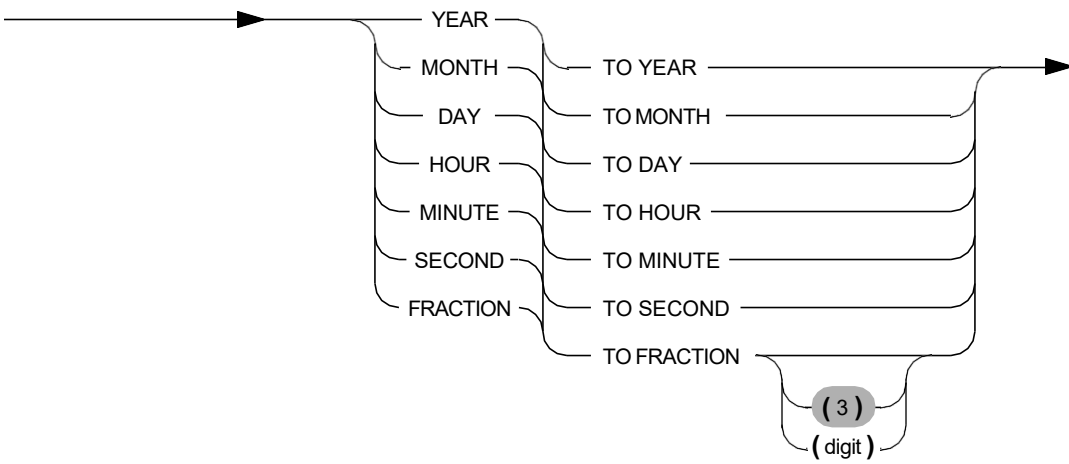 YEAR
MONTH TO YEAR
DAY TO MONTH
HOUR TO DAY
MINUTE TO HOUR
SECOND TO MINUTE
FRACTION TO SECOND
TO FRACTION
( 3 )
( digit )